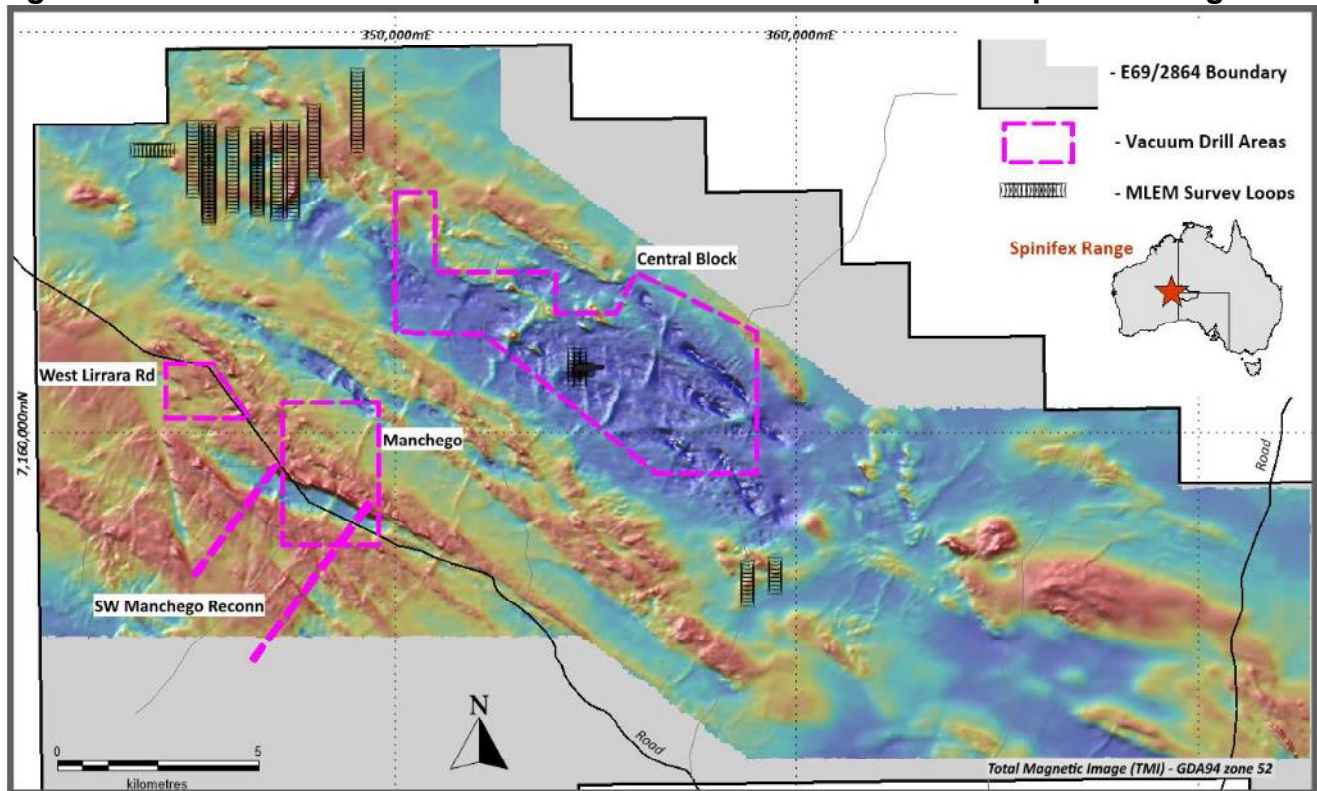 350,000mE
360,000mE
- E69/2864 Boundary
- Vacuum Drill Areas
- MLEM Survey Loops
Spinifex Range
Central Block
West Lirrara Rd
Manchego
7,160,000mN
SW Manchego Reconn
Road
N
0 5
kilometres
Road
Total Magnetic Image (TMI) - GDA94 zone 52